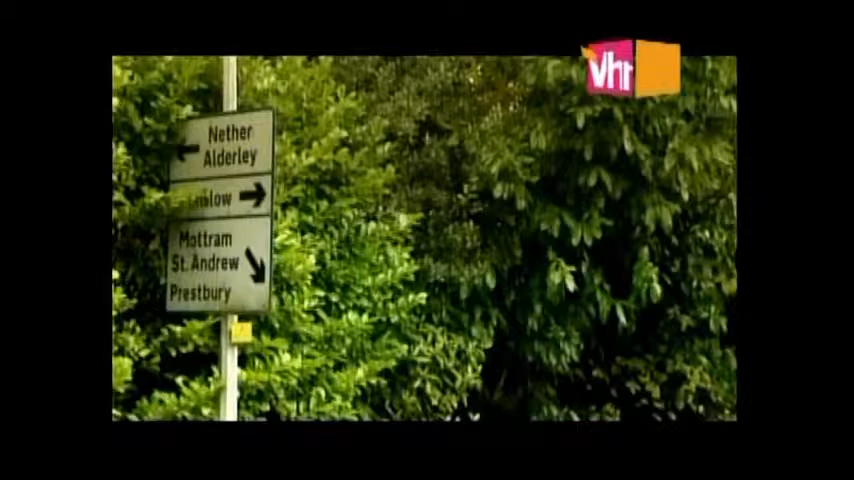 vh1
Nether
Alderley
Mottram
St. Andrew
Prestbury